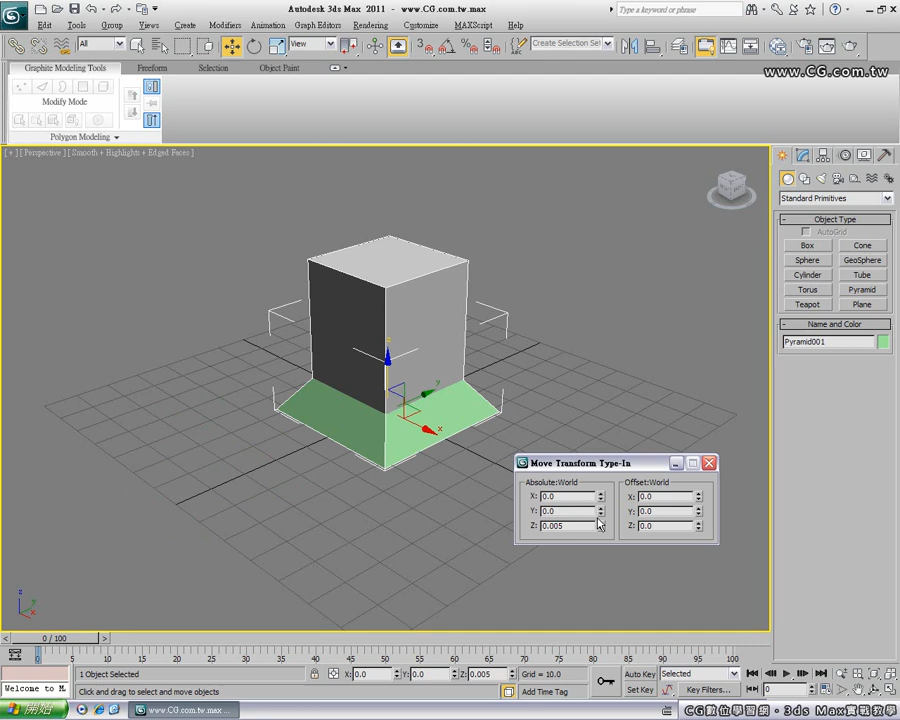 Autodesk 3ds Max 2011 - www.CG.com.tw.max
Type a keyword or phrase
Edit Tools Group Views Create Modifiers Animation Graph Editors Rendering Customize MAXScript Help
All
View
Create Selection Se
Graphite Modeling Tools Freeform Selection Object Paint
www.CG.com.tw
Modify Mode
Polygon Modeling
[ + ] [ Perspective ] [ Smooth + Highlights + Edged Faces ]
Standard Primitives
- Object Type
AutoGrid
Box Cone
Sphere GeoSphere
Cylinder Tube
Torus Pyramid
Teapot Plane
- Name and Color
Pyramid001
z
y
x
Move Transform Type-In
Absolute:World Offset:World
X: 0.0 X: 0.0
Y: 0.0 Y: 0.0
Z: 0.005 Z: 0.0
z
y
x
< 0 / 100 >
0 5 10 15 20 25 30 35 40 45 50 55 60 65 70 75 80 85 90 95 100
1 Object Selected X: 0.0 Y: 0.0 Z: 0.005 Grid = 10.0 Auto Key Selected
Welcome to M Click and drag to select and move objects Add Time Tag Set Key Key Filters... 0
開始 www.CG.com.tw.max ... CG數位學習網・3ds Max實戰教學